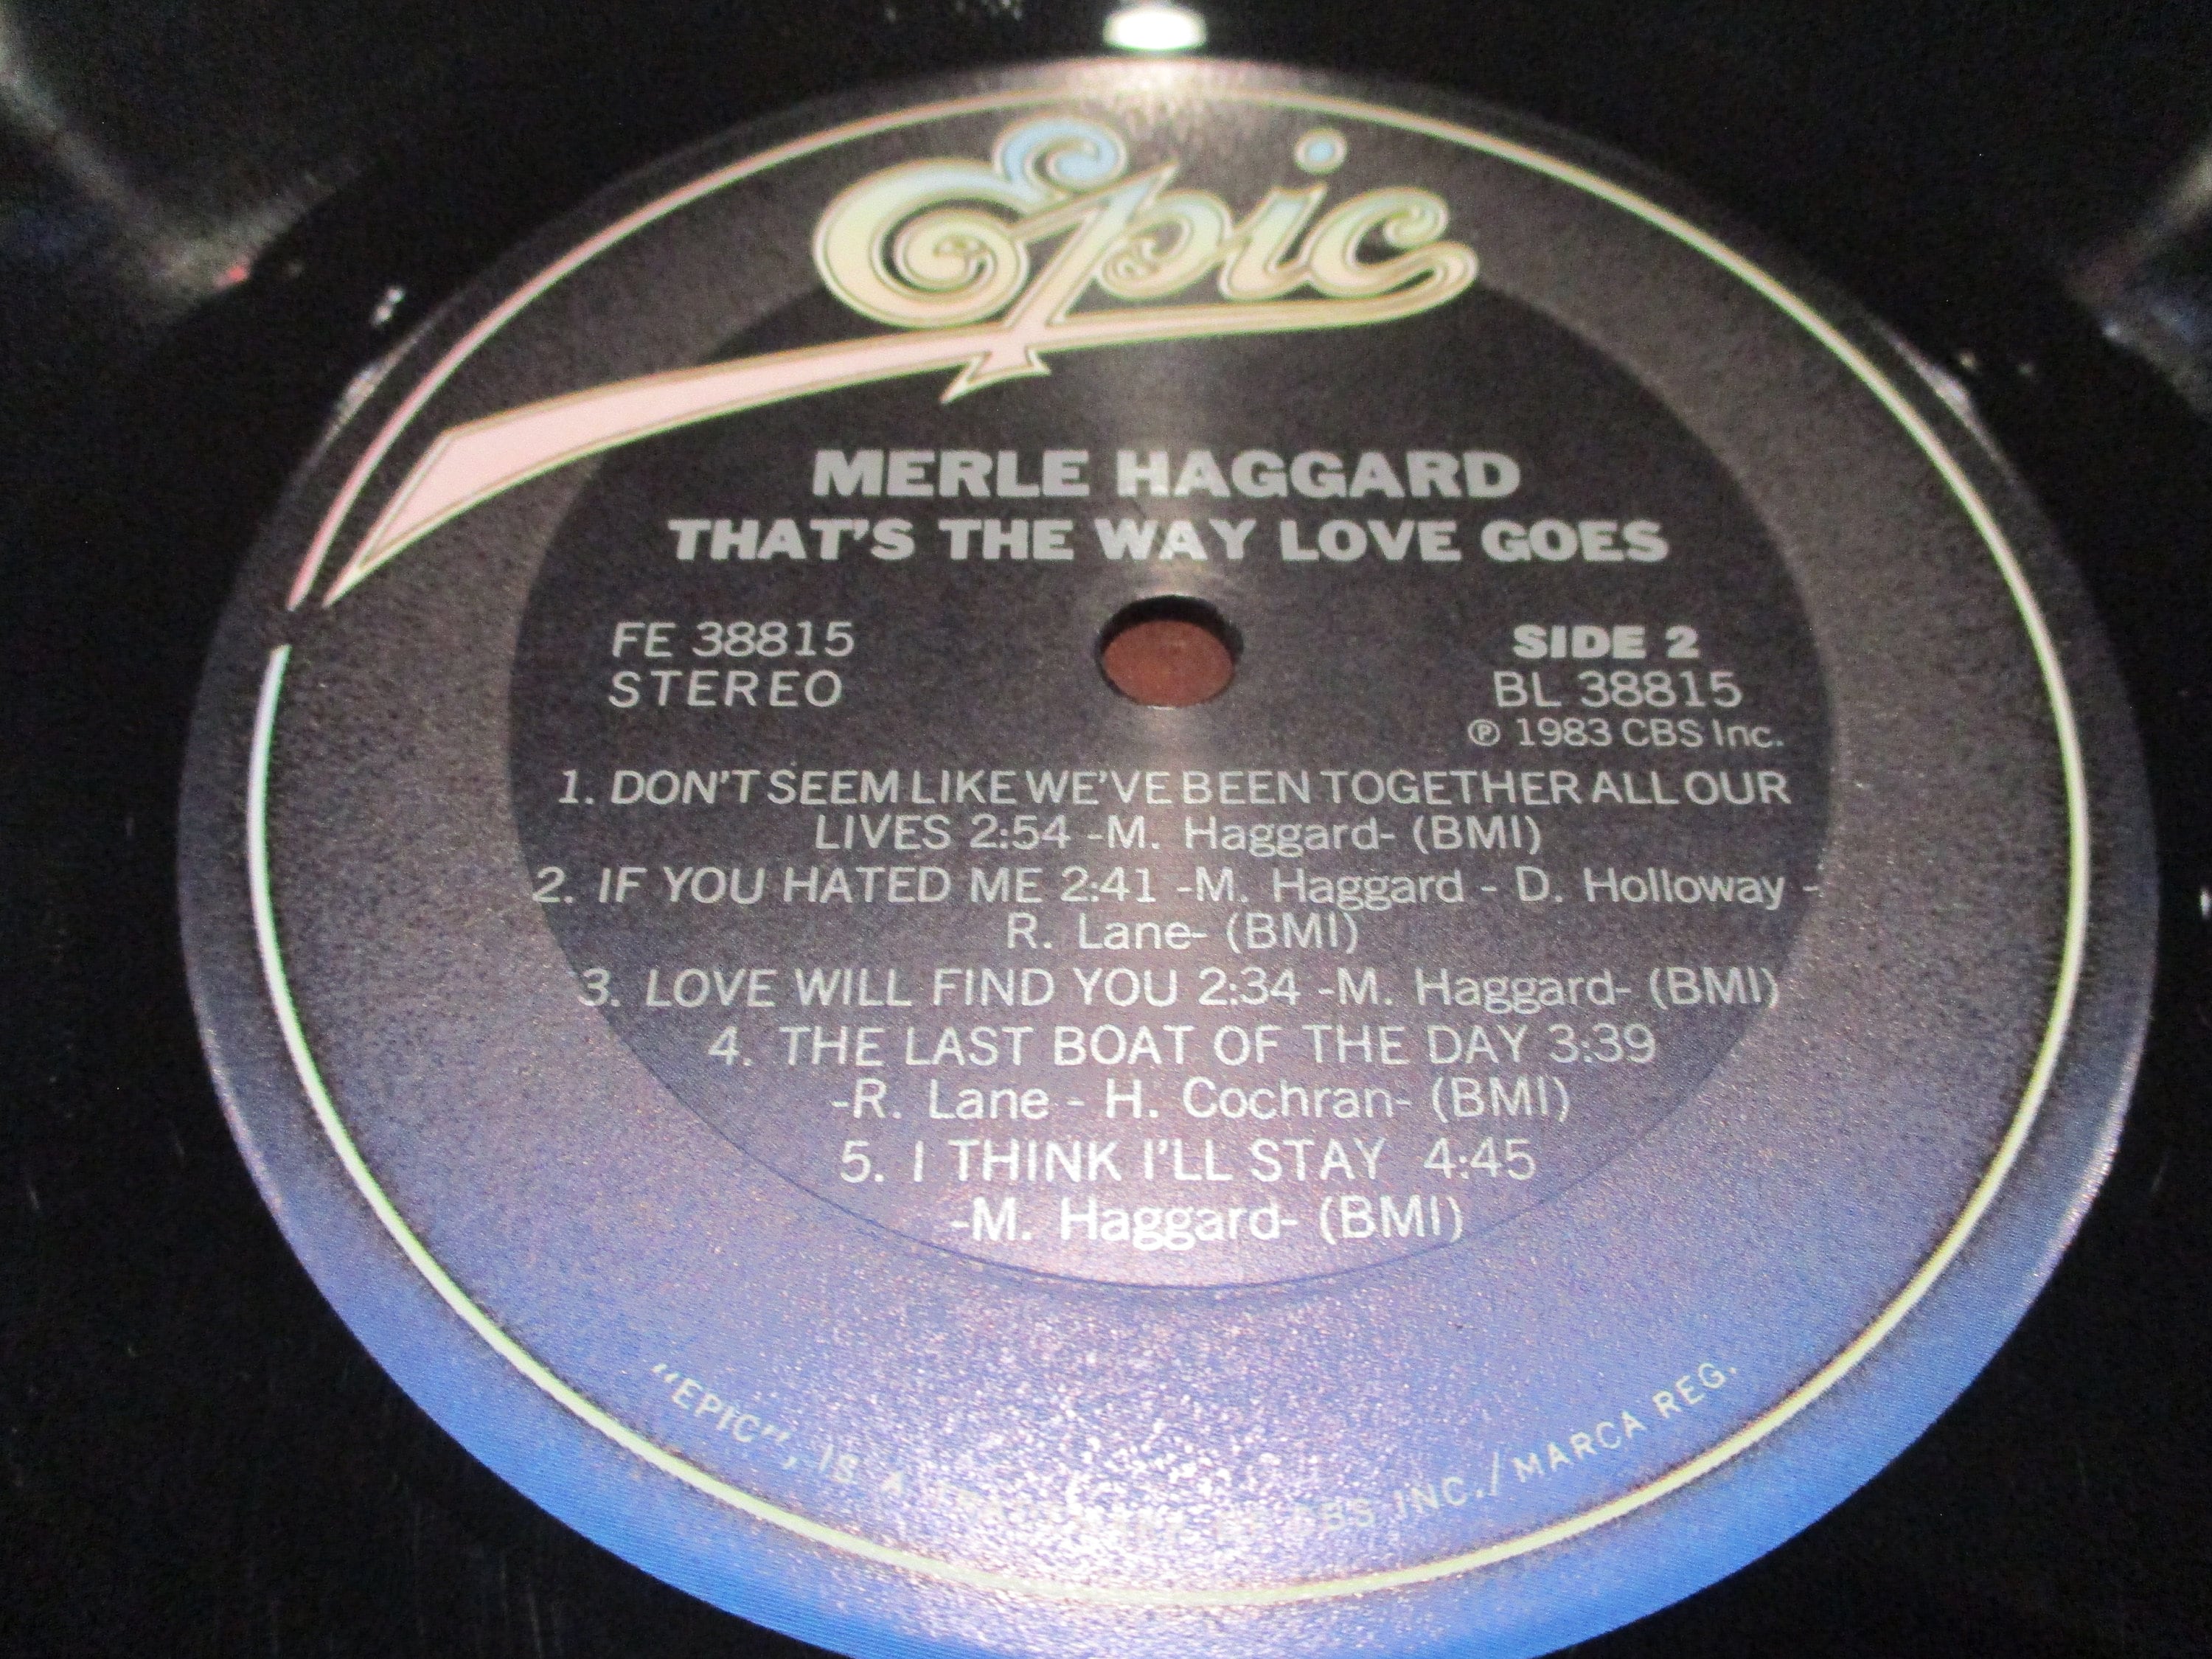 Epic
MERLE HAGGARD
THAT'S THE WAY LOVE GOES
FE 38815
STEREO
SIDE 2
BL 38815
℗ 1983 CBS Inc.
1. DON'T SEEM LIKE WE'VE BEEN TOGETHER ALL OUR
LIVES 2:54 -M. Haggard- (BMI)
2. IF YOU HATED ME 2:41 -M. Haggard - D. Holloway -
R. Lane- (BMI)
3. LOVE WILL FIND YOU 2:34 -M. Haggard- (BMI)
4. THE LAST BOAT OF THE DAY 3:39
-R. Lane - H. Cochran- (BMI)
5. I THINK I'LL STAY 4:45
-M. Haggard- (BMI)
"EPIC", IS A CBS INC./MARCA REG.